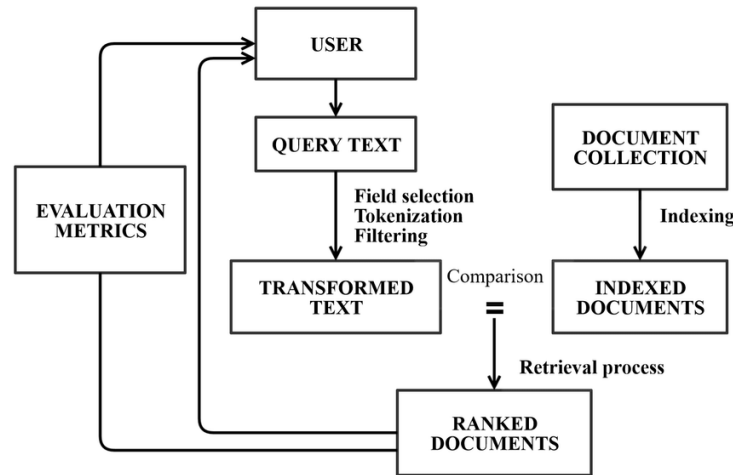 USER
QUERY TEXT
DOCUMENT
COLLECTION
EVALUATION
METRICS
Field selection
Tokenization
Filtering
Indexing
TRANSFORMED
TEXT
Comparison
=
INDEXED
DOCUMENTS
Retrieval process
RANKED
DOCUMENTS